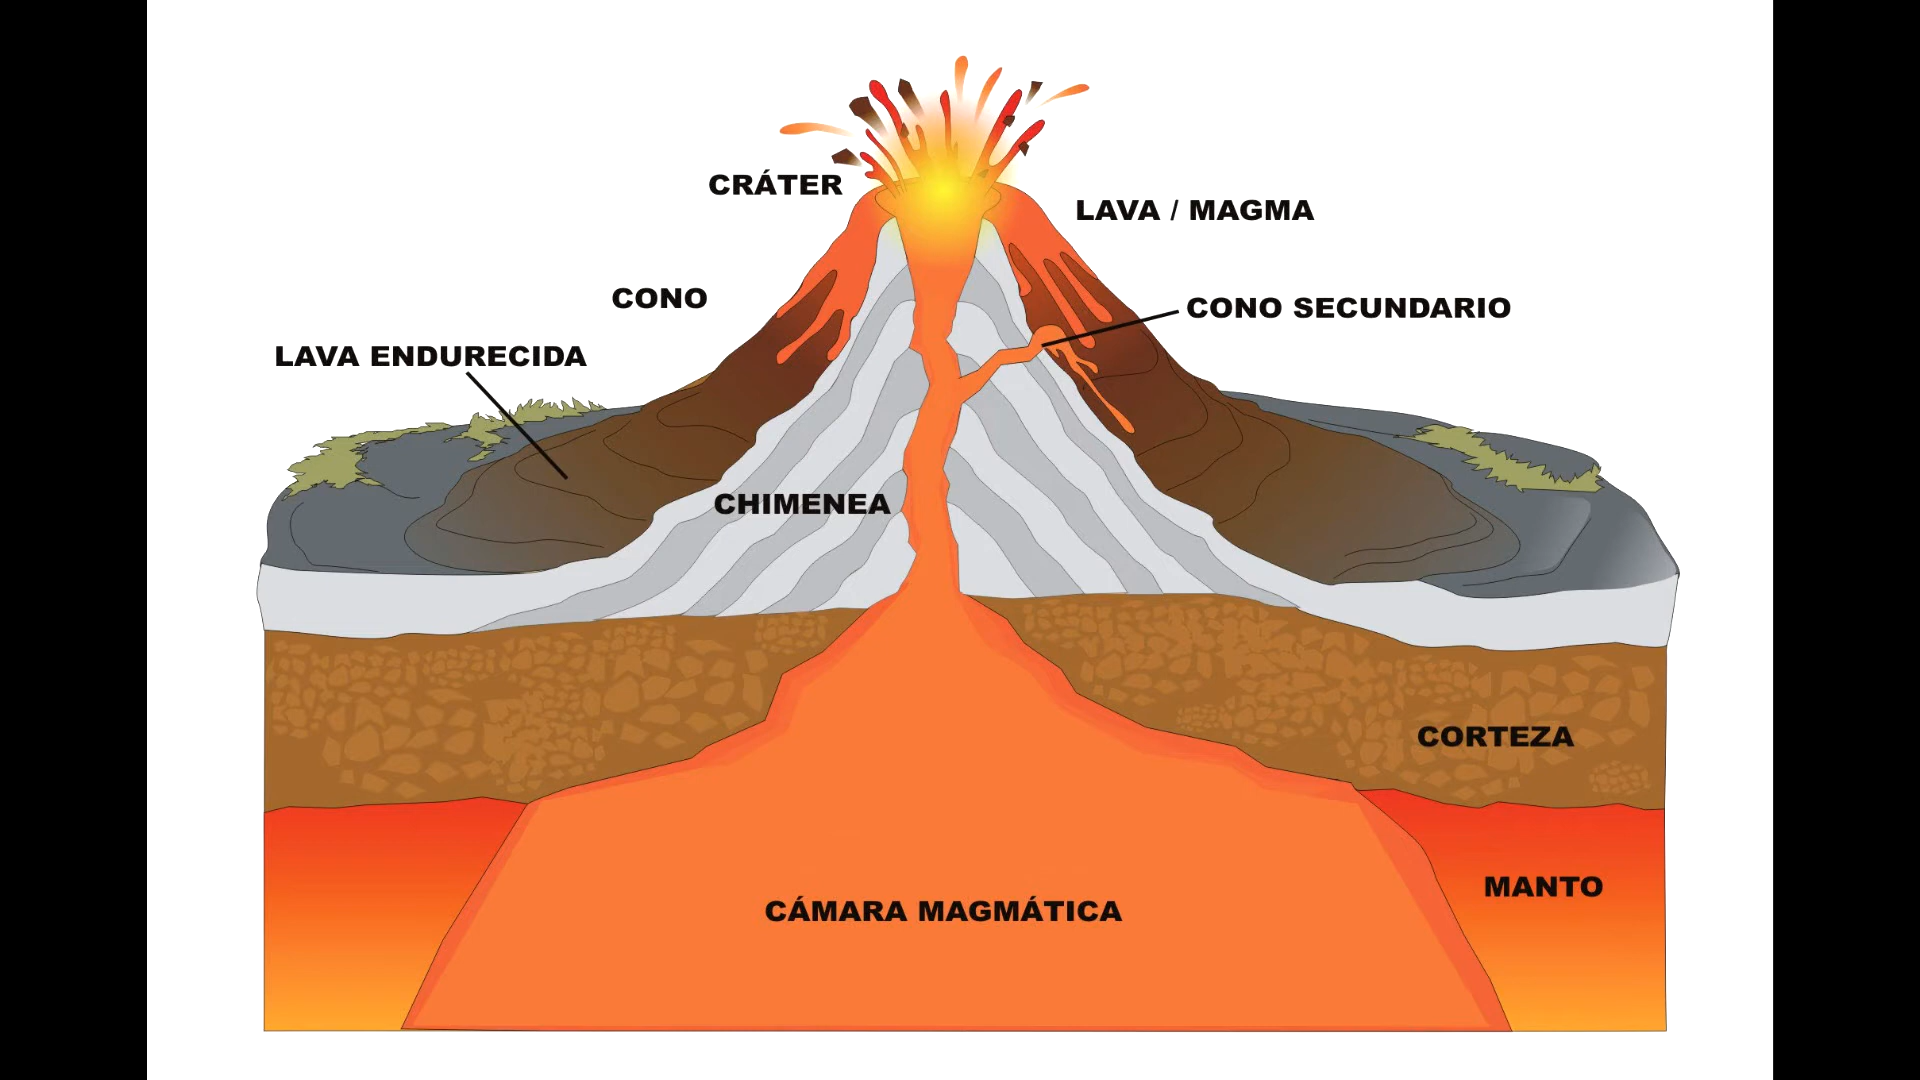 CRÁTER
LAVA / MAGMA
CONO
CONO SECUNDARIO
LAVA ENDURECIDA
CHIMENEA
CORTEZA
MANTO
CÁMARA MAGMÁTICA